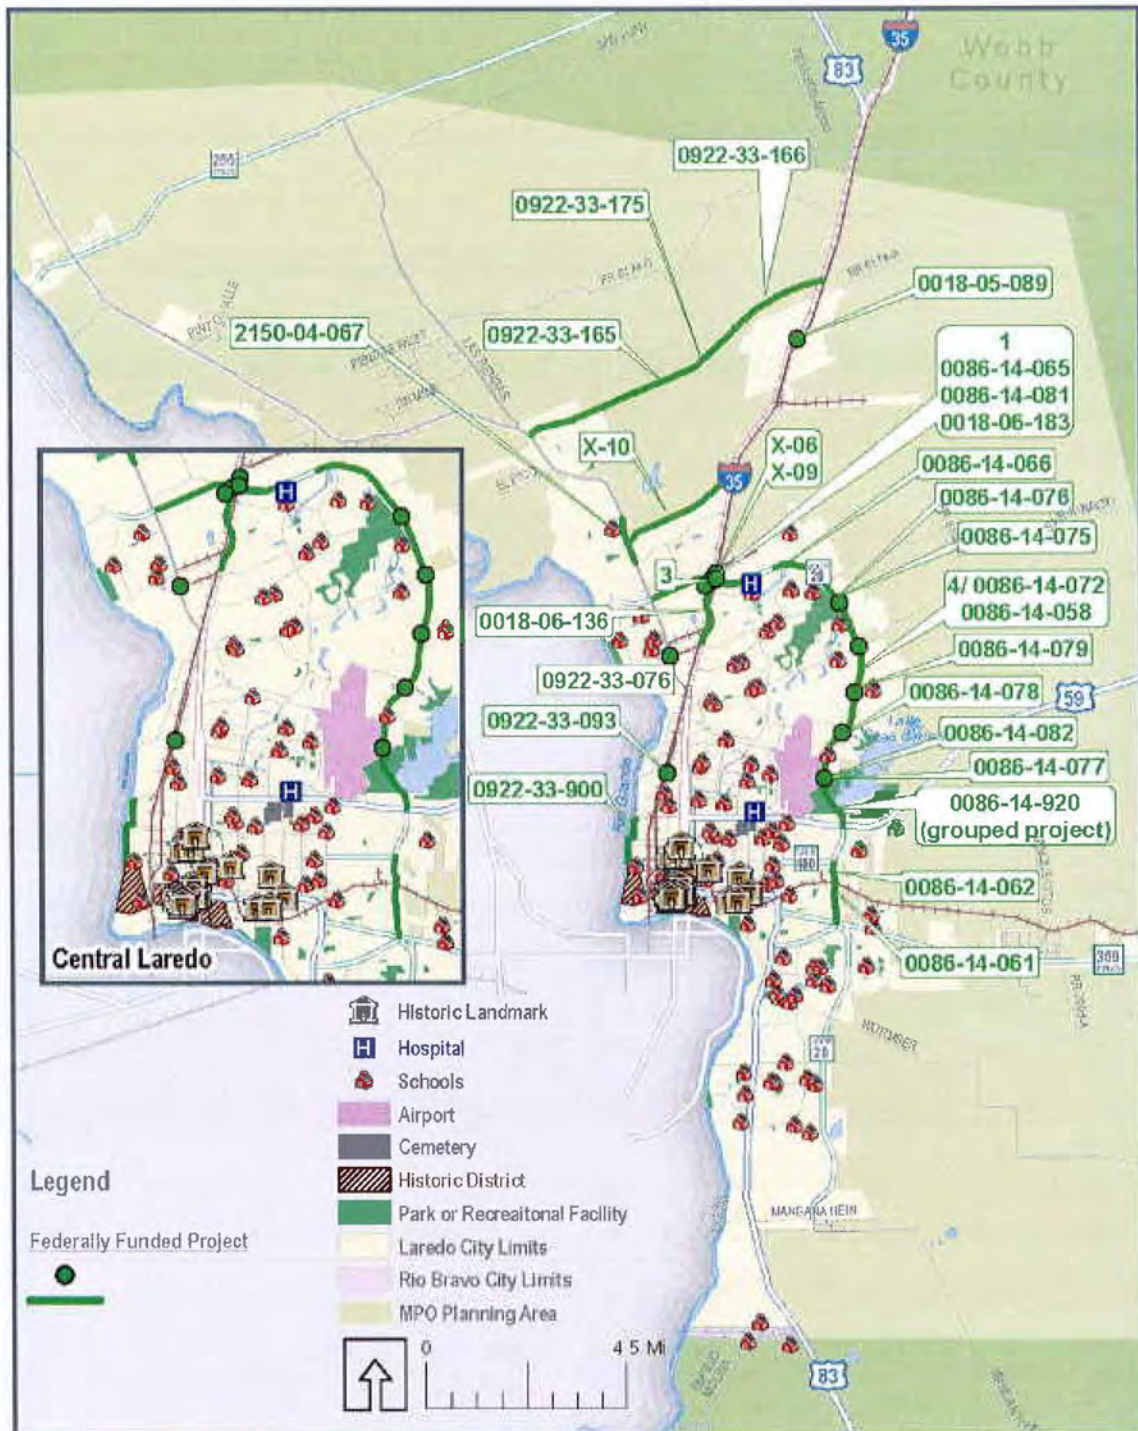 35
Webb
83
County
0922-33-166
255
0922-33-175
0018-05-089
2150-04-067
0922-33-165
1
0086-14-065
0086-14-081
0018-06-183
X-10
X-06
X-09
35
0086-14-066
0086-14-076
0086-14-075
3
20
4/ 0086-14-072
0086-14-058
0018-06-136
0086-14-079
0922-33-076
0086-14-078
59
0922-33-093
0086-14-082
0086-14-077
0922-33-900
0086-14-920
(grouped project)
0086-14-062
0086-14-061
Central Laredo
Historic Landmark
Hospital
H
Schools
Airport
Cemetery
Legend
Historic District
Park or Recreaitonal Facility
Federally Funded Project
Laredo City Limits
Rio Bravo City Limits
MPO Planning Area
MANGANA HEIN
0
4 5 Mi
83